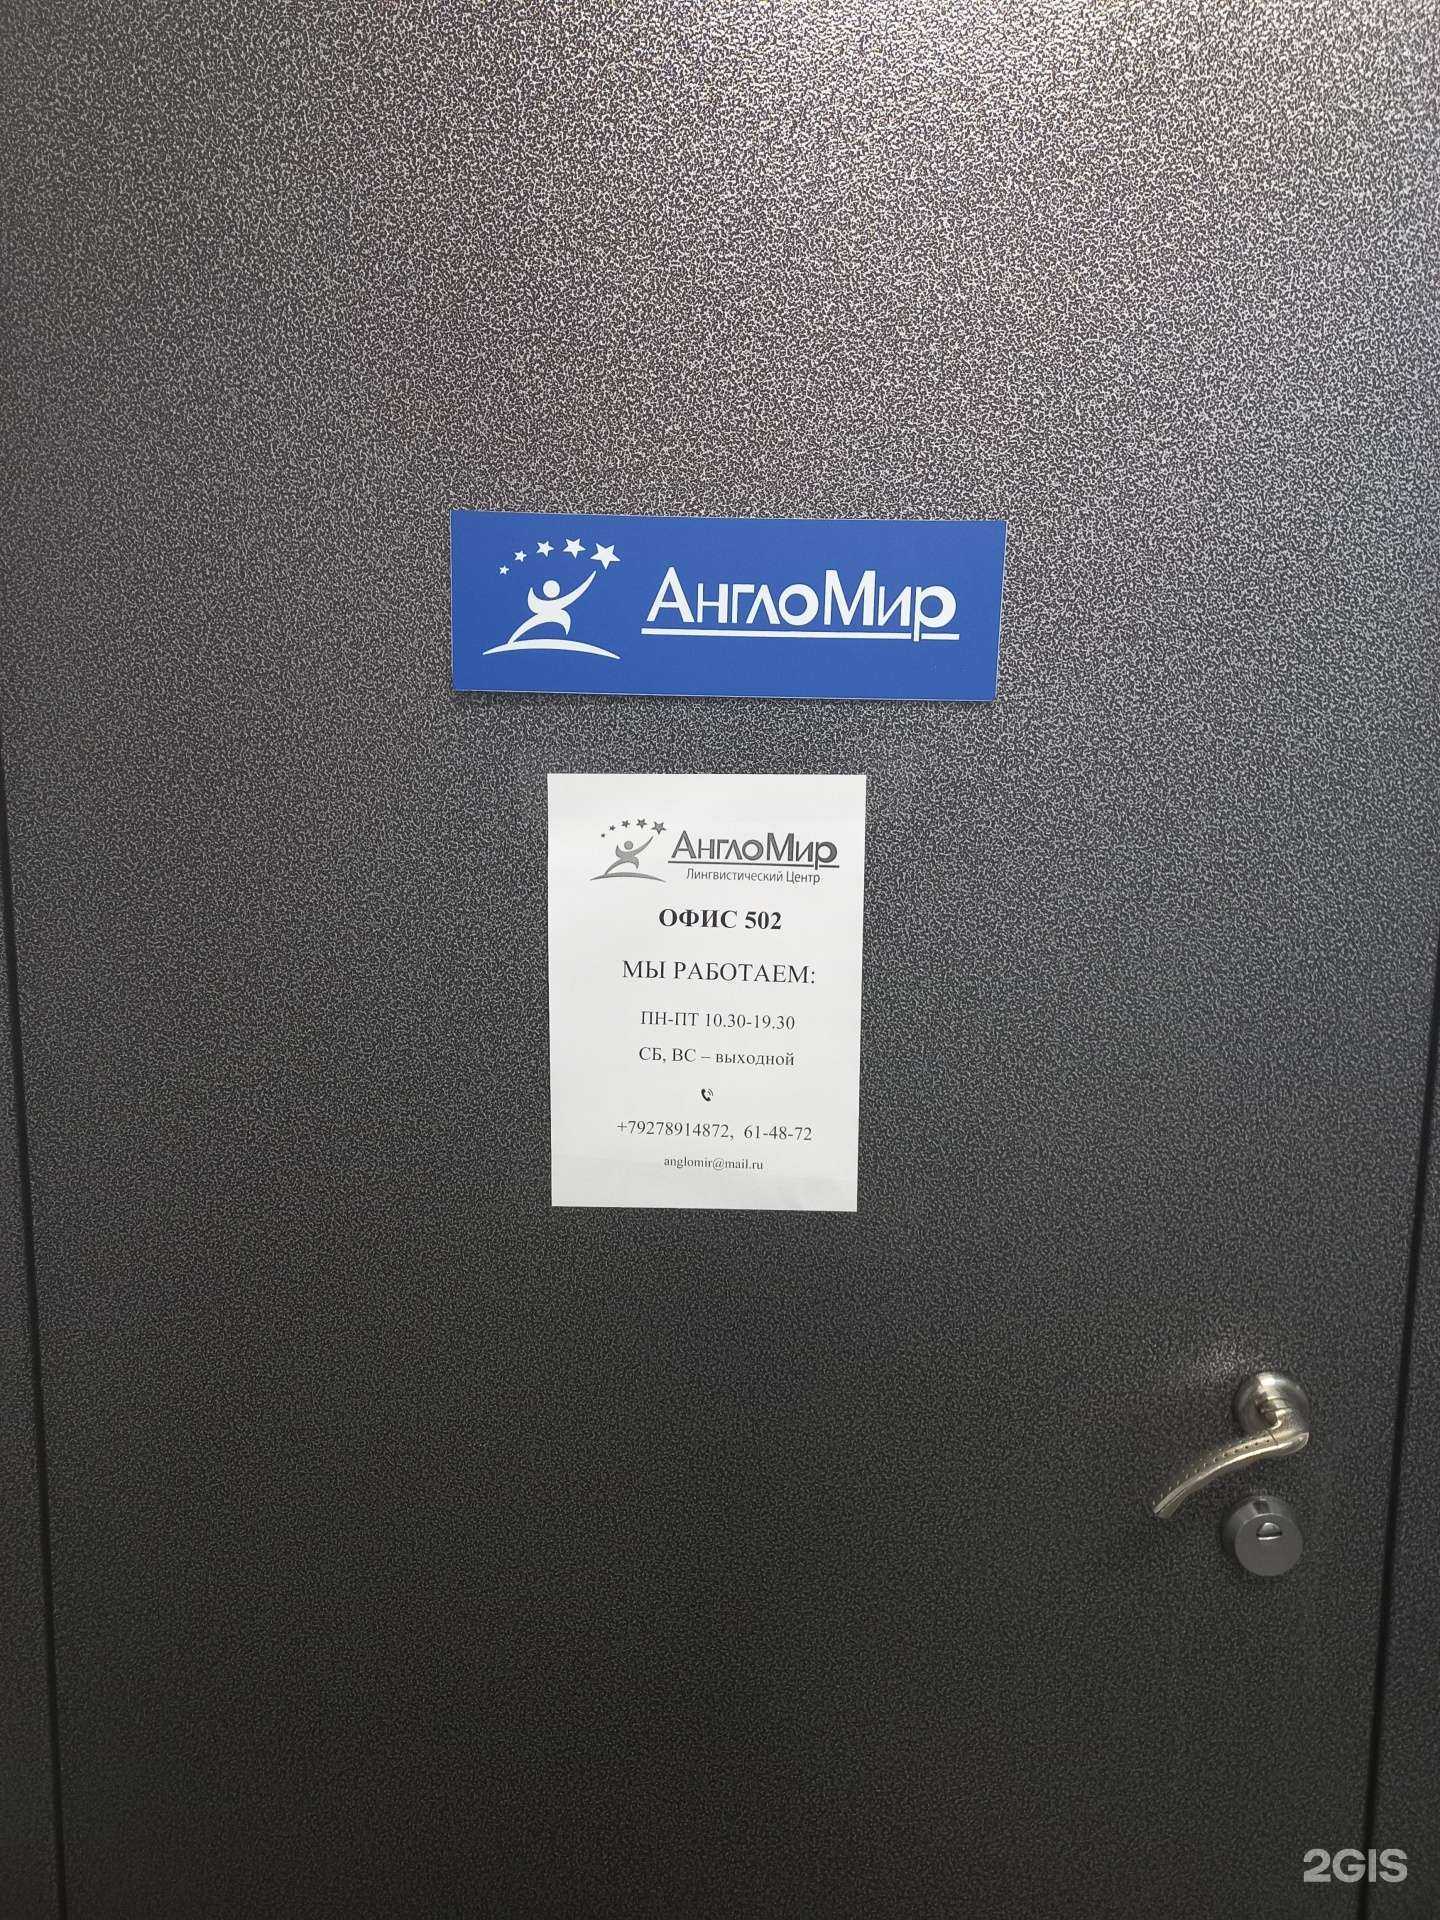 АнглоМир
АнглоМир
Лингвистический Центр
ОФИС 502
МЫ РАБОТАЕМ:
ПН-ПТ 10.30-19.30
СБ, ВС – выходной
+79278914872, 61-48-72
anglomir@mail.ru
2GIS